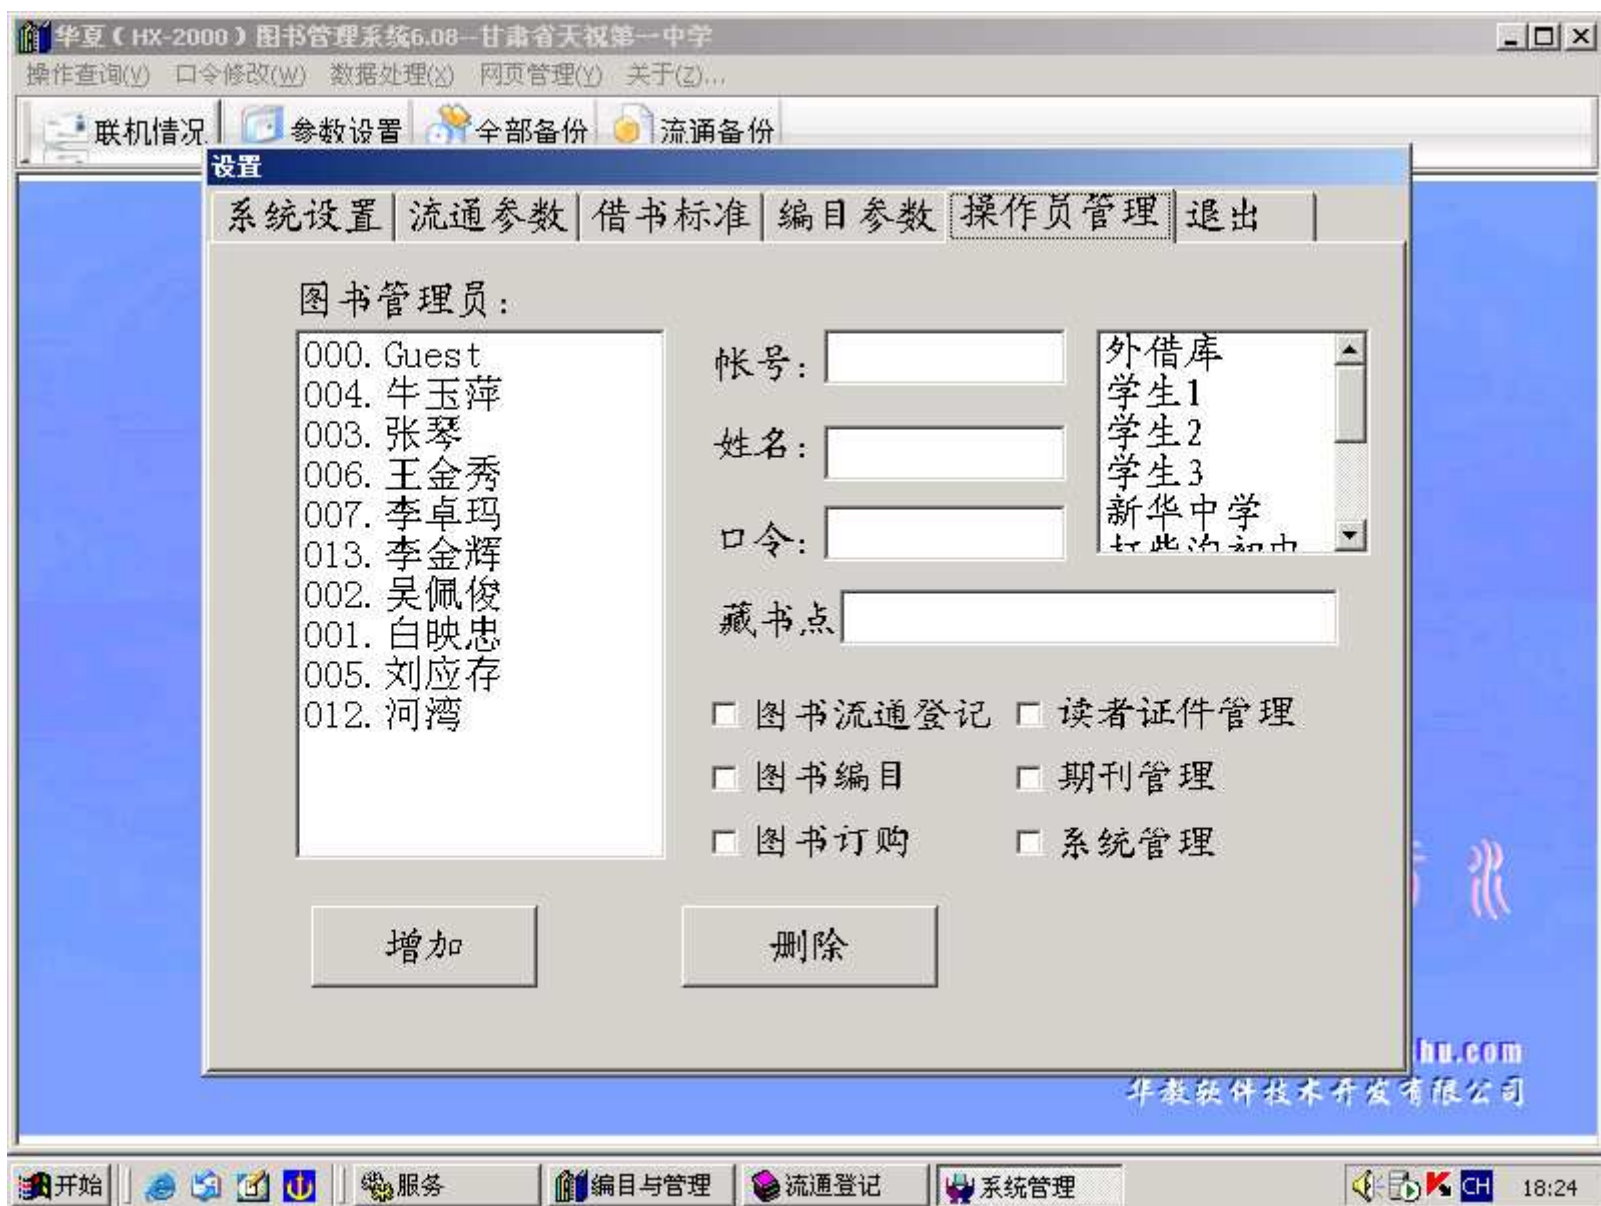 华夏(HX-2000)图书管理系统6.08--甘肃省天祝第一中学
操作查询(V) 口令修改(W) 数据处理(X) 网页管理(Y) 关于(Z)...
联机情况 参数设置 全部备份 流通备份
设置
系统设置 流通参数 借书标准 编目参数 操作员管理 退出
图书管理员:
000. Guest
004. 牛玉萍
003. 张琴
006. 王金秀
007. 李卓玛
013. 李金辉
002. 吴佩俊
001. 白映忠
005. 刘应存
012. 河湾
帐号:
姓名:
口令:
藏书点
外借库
学生1
学生2
学生3
新华中学
打柴沟初中
图书流通登记 读者证件管理
图书编目 期刊管理
图书订购 系统管理
增加 删除
hu.com
华教软件技术开发有限公司
开始 服务 编目与管理 流通登记 系统管理 CH 18:24